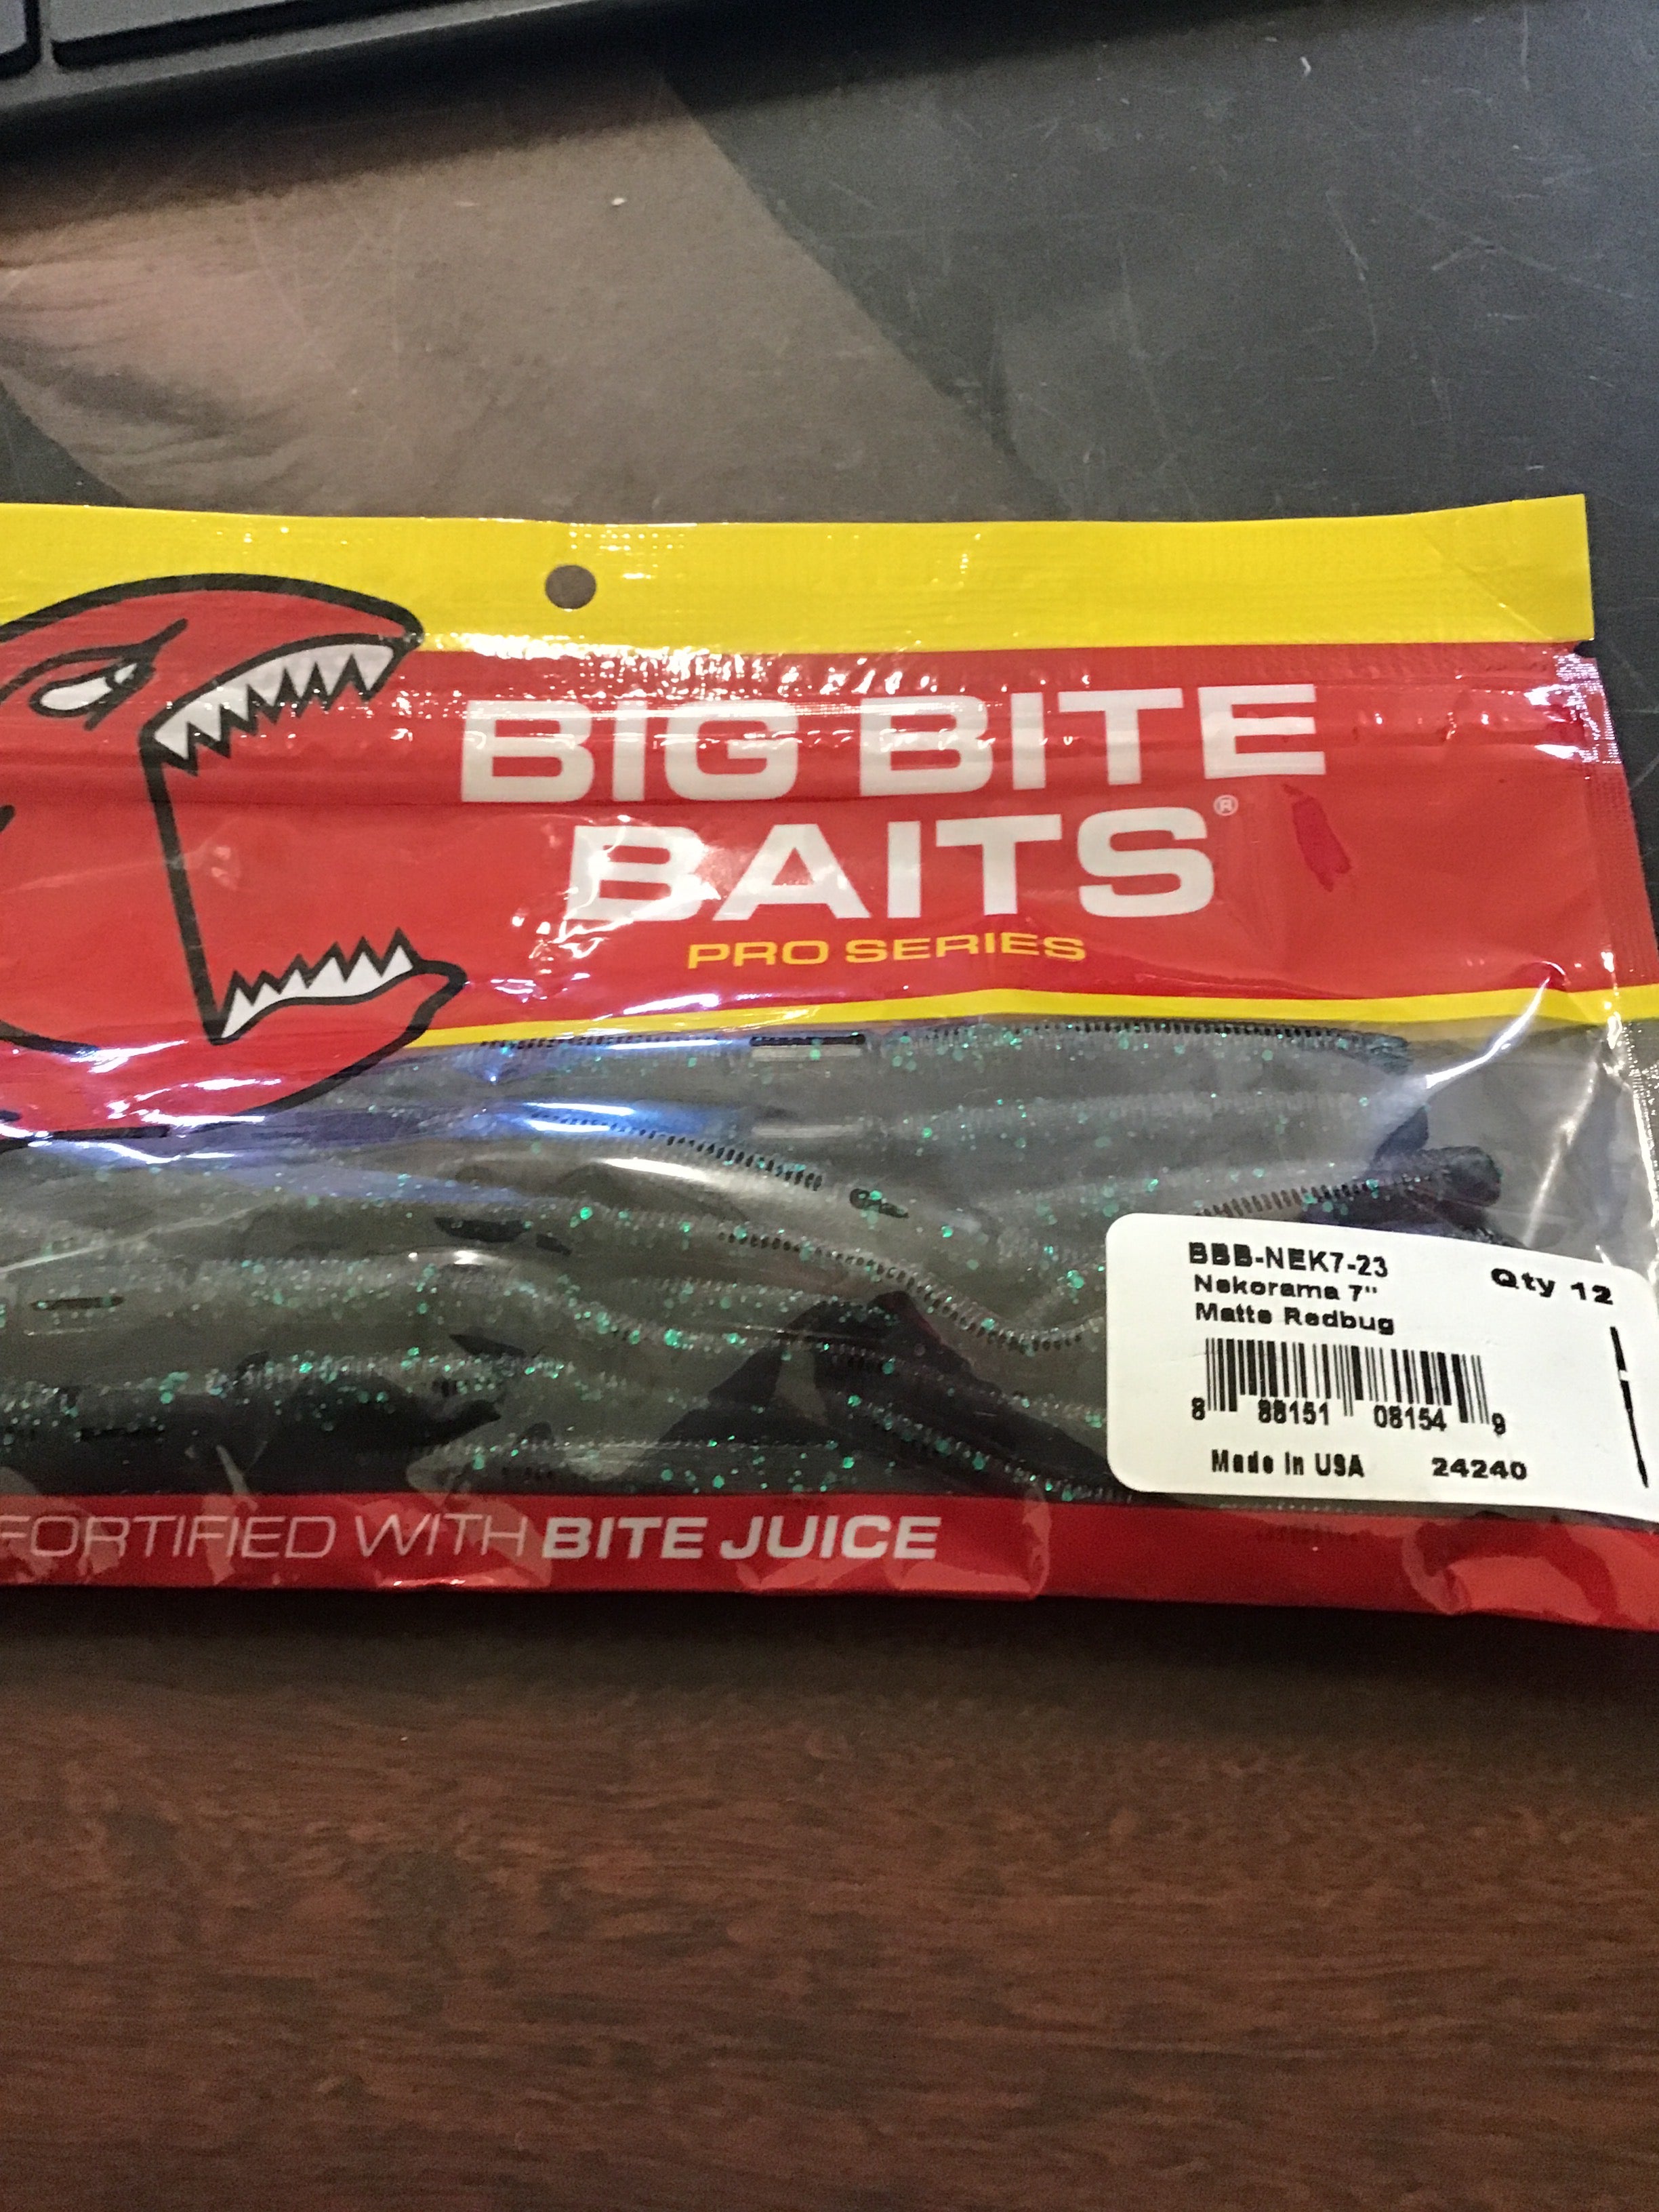 BIG BITE
BAITS®
PRO SERIES
BBB-NEK7-23
Qty 12
Nekorama 7"
Matte Redbug
8 88151 08154 9
Made in USA 24240
FORTIFIED WITH BITE JUICE